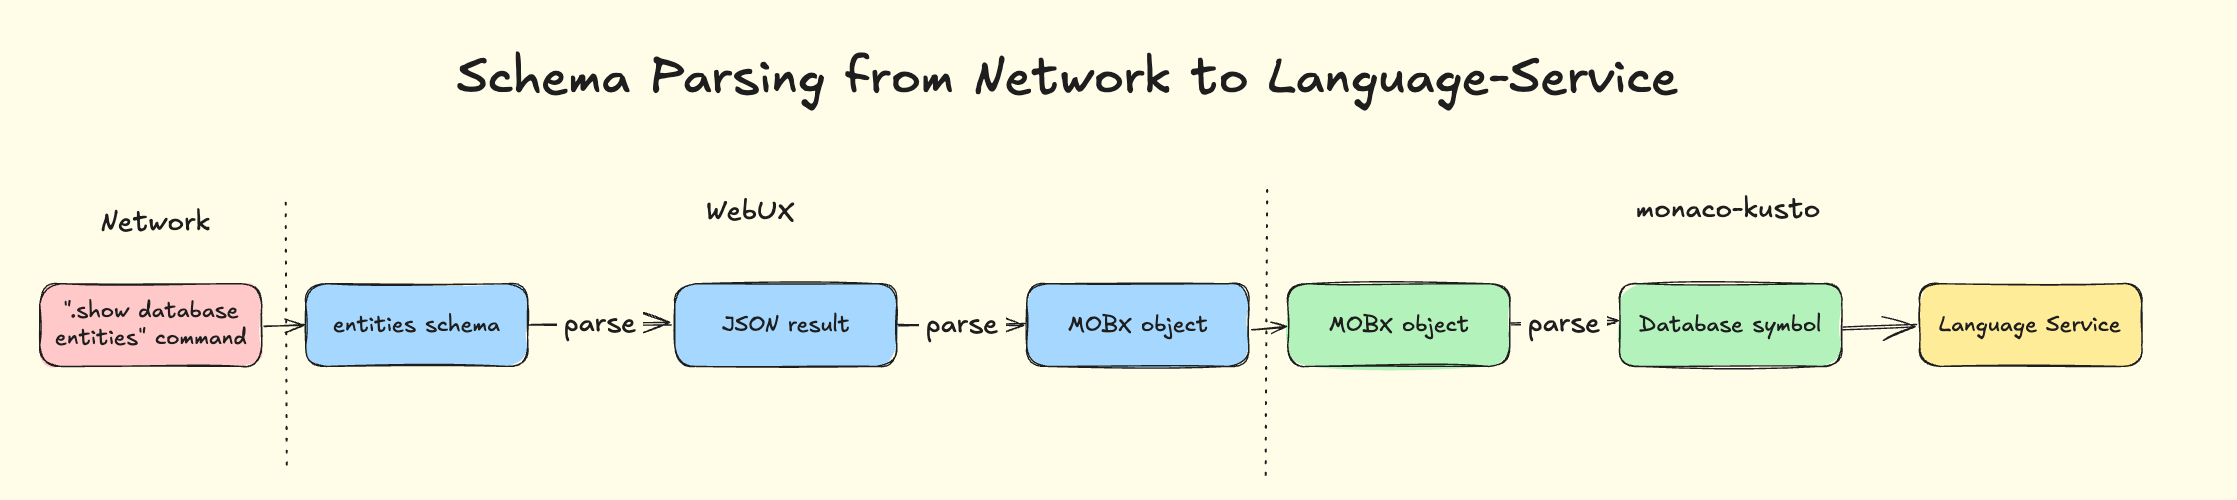 Schema Parsing from Network to Language-Service
Network
WebUX
monaco-kusto
".show database
entities" command
entities schema
parse
JSON result
parse
MOBX object
MOBX object
parse
Database symbol
Language Service